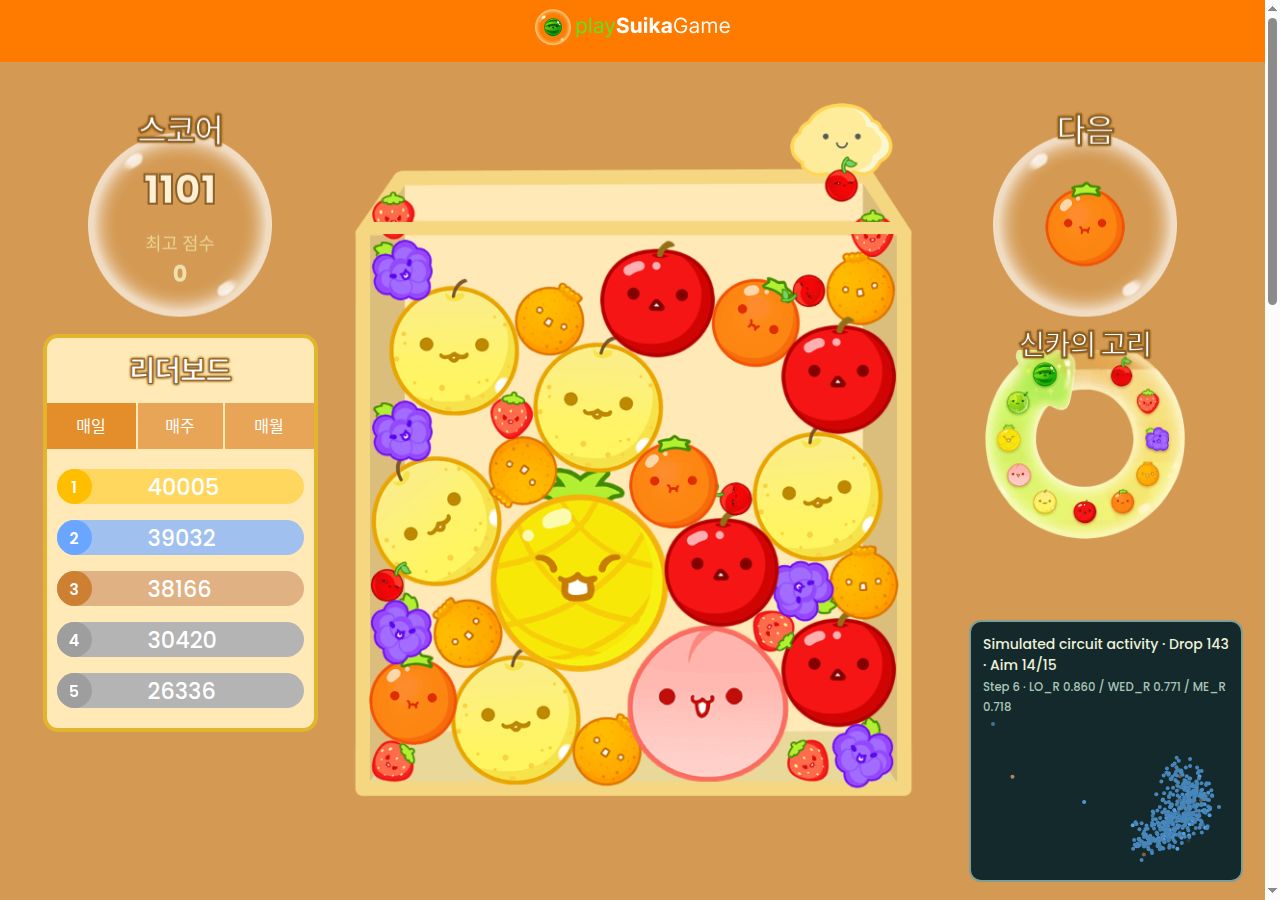 playSuikaGame
스코어
1101
최고 점수
0
리더보드
매일 매주 매월
1 40005
2 39032
3 38166
4 30420
5 26336
다음
신카의 고리
Simulated circuit activity · Drop 143
· Aim 14/15
Step 6 · LO_R 0.860 / WED_R 0.771 / ME_R
0.718